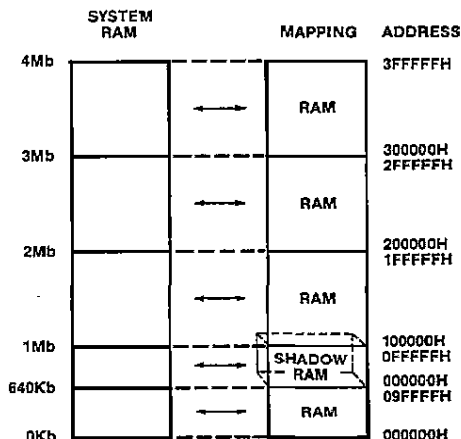 SYSTEM
RAM
MAPPING ADDRESS
4Mb 3FFFFFH
RAM
300000H
3Mb
2FFFFFH
RAM
200000H
2Mb
1FFFFFH
RAM
100000H
1Mb
0FFFFFH
SHADOW
RAM
000000H
640Kb
09FFFFH
RAM
0Kb 000000H